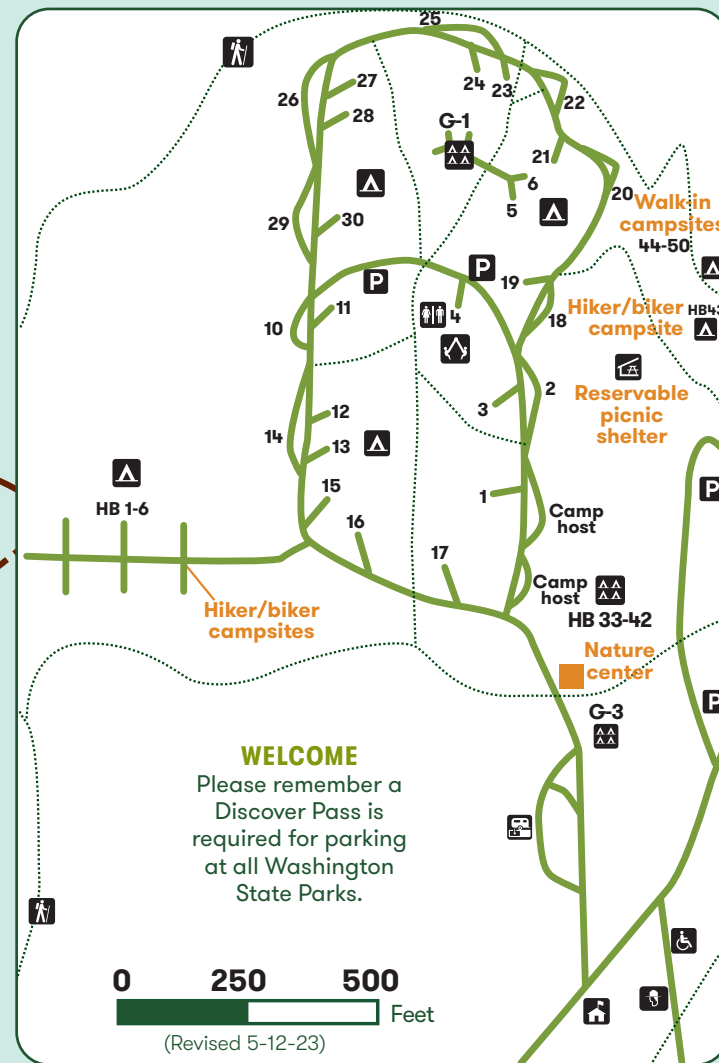 25
27
24
23
26
22
28
G-1
21
6
20
5
Walk-in
campsites
44-50
29
30
19
P
P
11
4
10
18
Hiker/biker
campsite
HB43
2
3
Reservable
picnic
shelter
12
14
13
15
1
P
16
Camp
host
HB 1-6
17
Camp
host
HB 33-42
Hiker/biker
campsites
Nature
center
P
G-3
WELCOME
Please remember a
Discover Pass is
required for parking
at all Washington
State Parks.
0 250 500
Feet
(Revised 5-12-23)